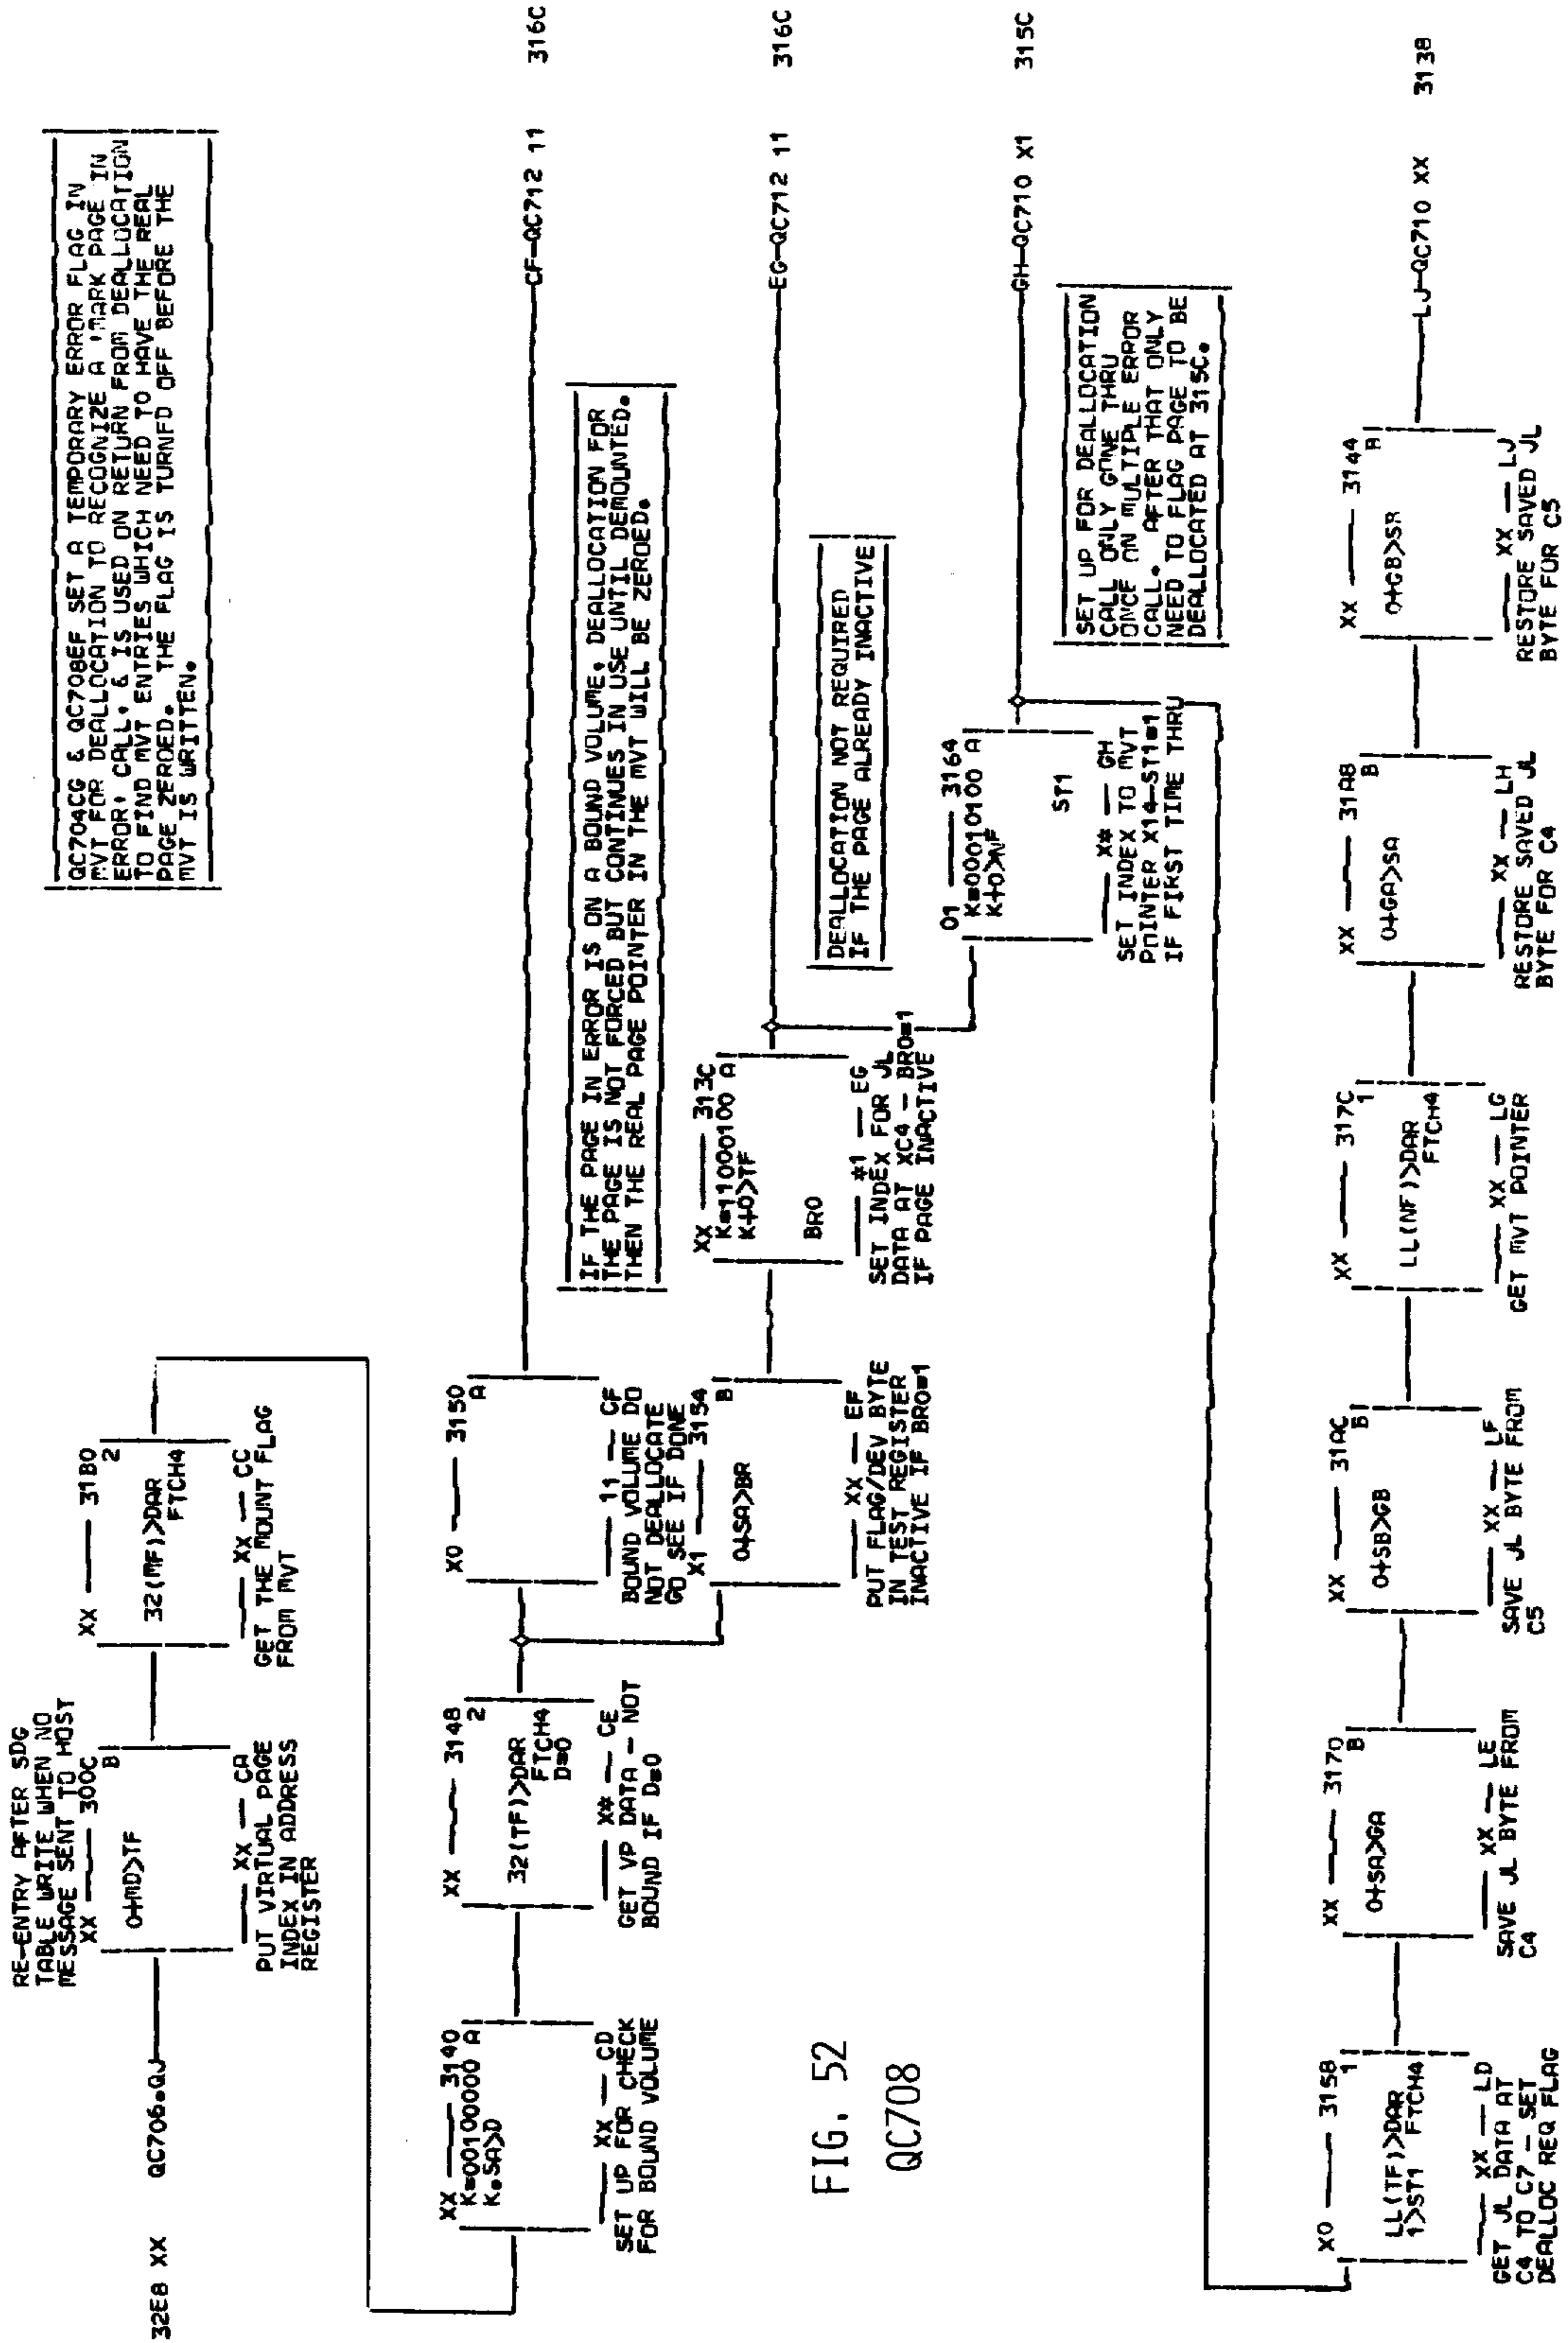 RE-ENTRY AFTER SDG
TABLE WRITE WHEN NO
MESSAGE SENT TO HOST
32E8 XX QC706.QJ
XX 300C
B
0+MD>TF
XX — CA
PUT VIRTUAL PAGE
INDEX IN ADDRESS
REGISTER
XX 31B0
2
32(MF)>DAR
FTCH4
XX — CC
GET THE MOUNT FLAG
FROM MVT
QC704CG & QC708EF SET A TEMPORARY ERROR FLAG IN
MVT FOR DEALLOCATION TO RECOGNIZE A 'MARK PAGE IN
ERROR' CALL, & IS USED ON RETURN FROM DEALLOCATION
TO FIND MVT ENTRIES WHICH NEED TO HAVE THE REAL
PAGE ZEROED. THE FLAG IS TURNED OFF BEFORE THE
MVT IS WRITTEN.
XX 3140
K=00100000 A
K.SA>D
XX — CD
SET UP FOR CHECK
FOR BOUND VOLUME
XX 3148
2
32(TF)>DAR
FTCH4
D=0
X* — CE
GET VP DATA - NOT
BOUND IF D=0
X0 3150
A
11 — CF
BOUND VOLUME DO
NOT DEALLOCATE
GO SEE IF DONE
CF-QC712 11 316C
IF THE PAGE IN ERROR IS ON A BOUND VOLUME, DEALLOCATION FOR
THE PAGE IS NOT FORCED BUT CONTINUES IN USE UNTIL DEMOUNTED.
THEN THE REAL PAGE POINTER IN THE MVT WILL BE ZEROED.
X1 3154
B
0+SA>BR
XX — EF
PUT FLAG/DEV BYTE
IN TEST REGISTER
INACTIVE IF BR0=1
XX 313C
K=11000100 A
K+0>TF
BR0
*1 — EG
SET INDEX FOR JL
DATA AT XC4 - BR0=1
IF PAGE INACTIVE
EG-QC712 11 316C
DEALLOCATION NOT REQUIRED
IF THE PAGE ALREADY INACTIVE
01 3164
K=00010100 A
K+0>NF
ST1
X* — GH
SET INDEX TO MVT
POINTER X14-ST1=1
IF FIRST TIME THRU
GH-QC710 X1 315C
SET UP FOR DEALLOCATION
CALL ONLY GONE THRU
ONCE ON MULTIPLE ERROR
CALL. AFTER THAT ONLY
NEED TO FLAG PAGE TO BE
DEALLOCATED AT 315C.
FIG. 52
QC708
X0 3158
1
LL(TF)>DAR
1>ST1 FTCH4
XX — LD
GET JL DATA AT
C4 TO C7 - SET
DEALLOC REQ FLAG
XX 3170
B
0+SA>GA
XX — LE
SAVE JL BYTE FROM
C4
XX 31AC
B
0+SB>GB
XX — LF
SAVE JL BYTE FROM
C5
XX 317C
1
LL(NF)>DAR
FTCH4
XX — LG
GET MVT POINTER
XX 31A8
B
0+GA>SA
XX — LH
RESTORE SAVED JL
BYTE FOR C4
XX 3144
A
0+GB>SB
XX — LJ
RESTORE SAVED JL
BYTE FOR C5
LJ-QC710 XX 3138